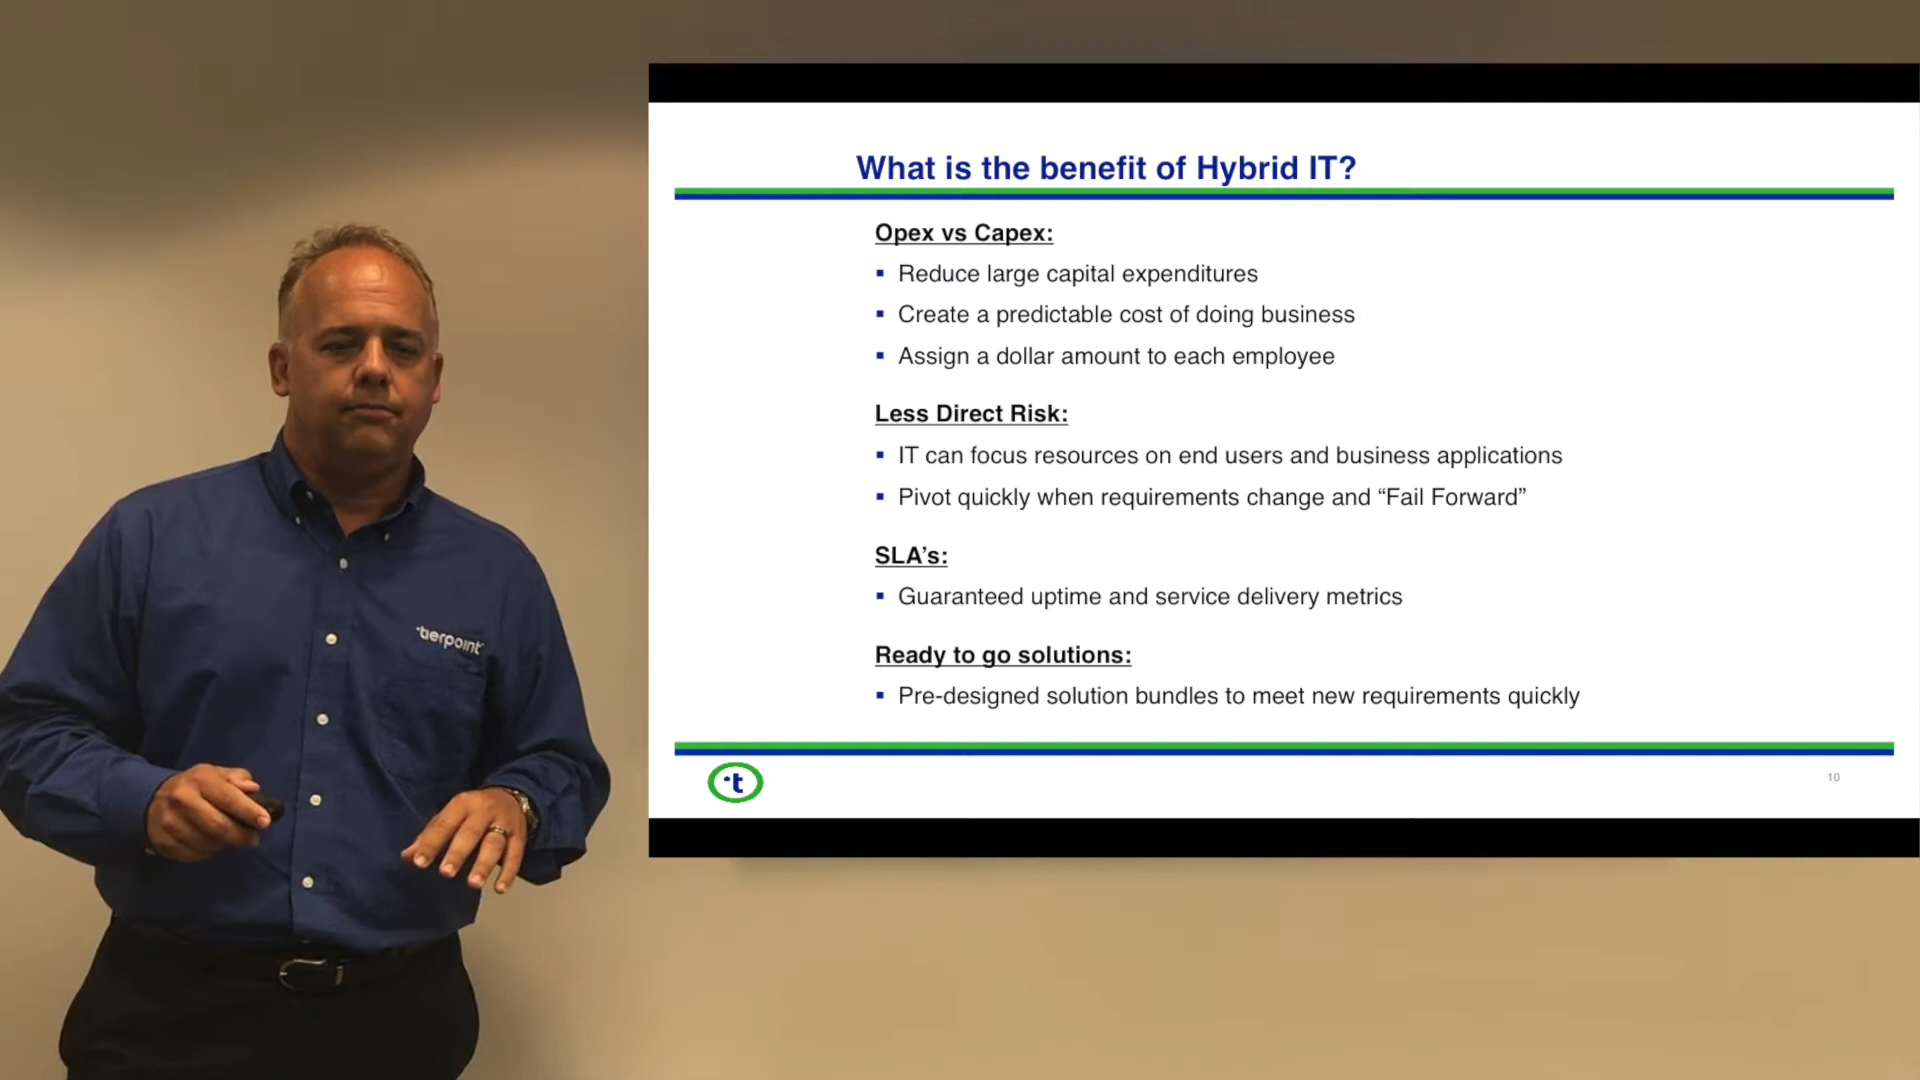 What is the benefit of Hybrid IT?
Opex vs Capex:
▪ Reduce large capital expenditures
▪ Create a predictable cost of doing business
▪ Assign a dollar amount to each employee
Less Direct Risk:
▪ IT can focus resources on end users and business applications
▪ Pivot quickly when requirements change and “Fail Forward”
SLA’s:
▪ Guaranteed uptime and service delivery metrics
Ready to go solutions:
▪ Pre-designed solution bundles to meet new requirements quickly
t
10
tierpoint